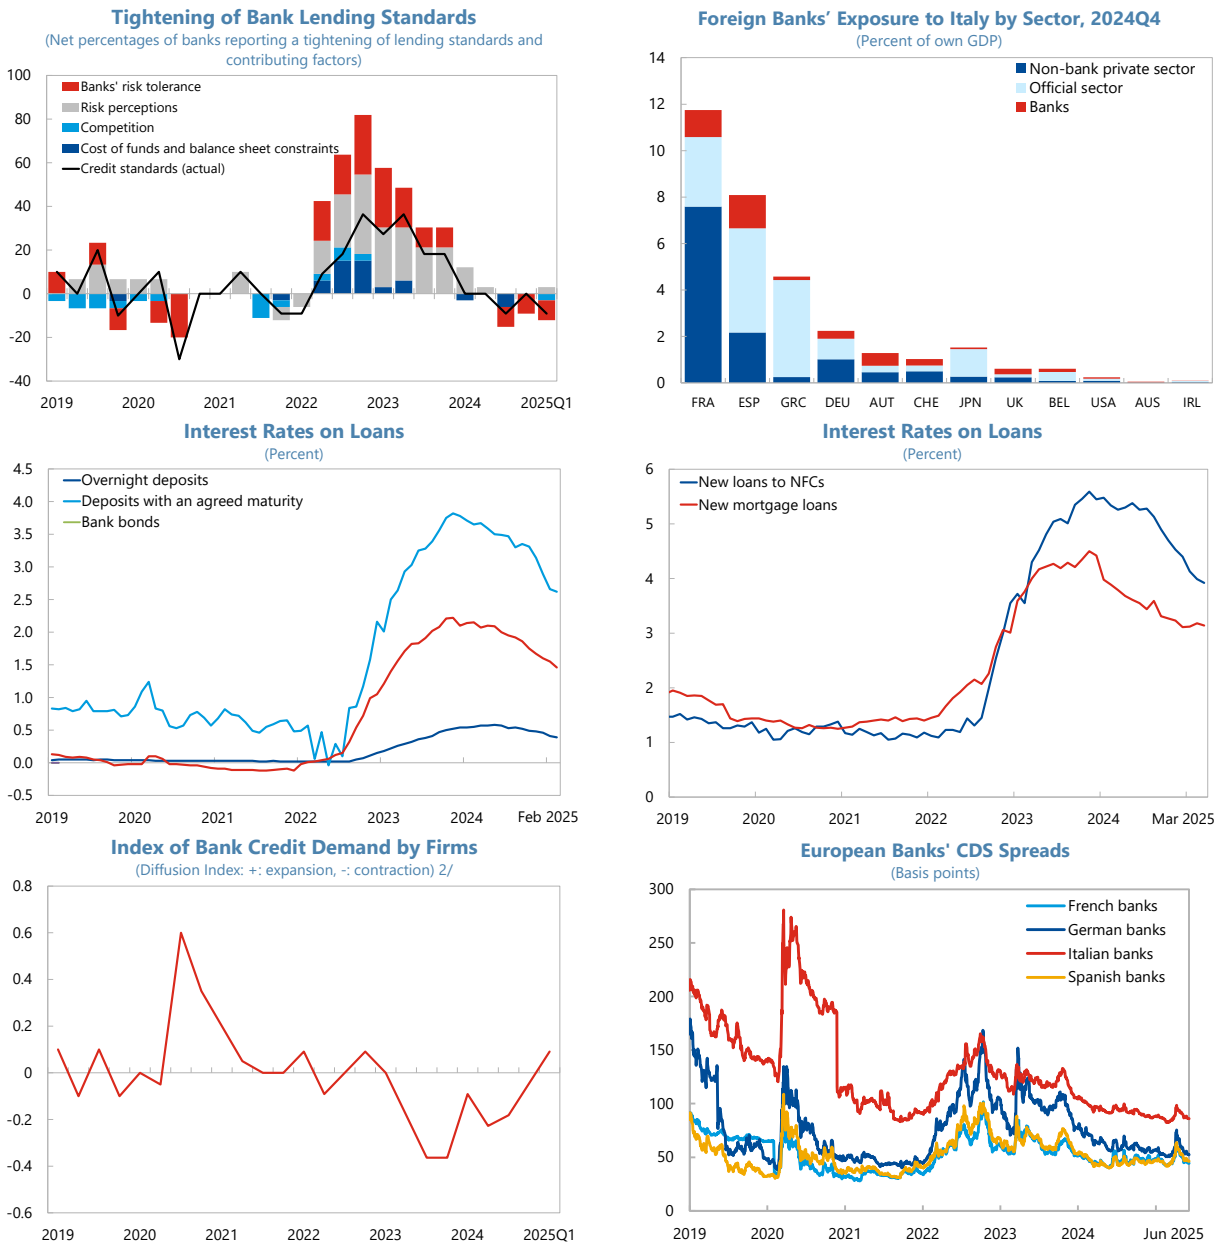 Tightening of Bank Lending Standards
(Net percentages of banks reporting a tightening of lending standards and
contributing factors)
100
80
60
40
20
0
-20
-40
Banks' risk tolerance
Risk perceptions
Competition
Cost of funds and balance sheet constraints
Credit standards (actual)
2019
2020
2021
2022
2023
2024
2025Q1
Foreign Banks’ Exposure to Italy by Sector, 2024Q4
(Percent of own GDP)
14
12
10
8
6
4
2
0
Non-bank private sector
Official sector
Banks
FRA
ESP
GRC
DEU
AUT
CHE
JPN
UK
BEL
USA
AUS
IRL
Interest Rates on Loans
(Percent)
4.5
4.0
3.5
3.0
2.5
2.0
1.5
1.0
0.5
0.0
-0.5
Overnight deposits
Deposits with an agreed maturity
Bank bonds
2019
2020
2021
2022
2023
2024
Feb 2025
Interest Rates on Loans
(Percent)
6
5
4
3
2
1
0
New loans to NFCs
New mortgage loans
2019
2020
2021
2022
2023
2024
Mar 2025
Index of Bank Credit Demand by Firms
(Diffusion Index: +: expansion, -: contraction) 2/
0.8
0.6
0.4
0.2
0
-0.2
-0.4
-0.6
2019
2020
2021
2022
2023
2024
2025Q1
European Banks' CDS Spreads
(Basis points)
300
250
200
150
100
50
0
French banks
German banks
Italian banks
Spanish banks
2019
2020
2021
2022
2023
2024
Jun 2025